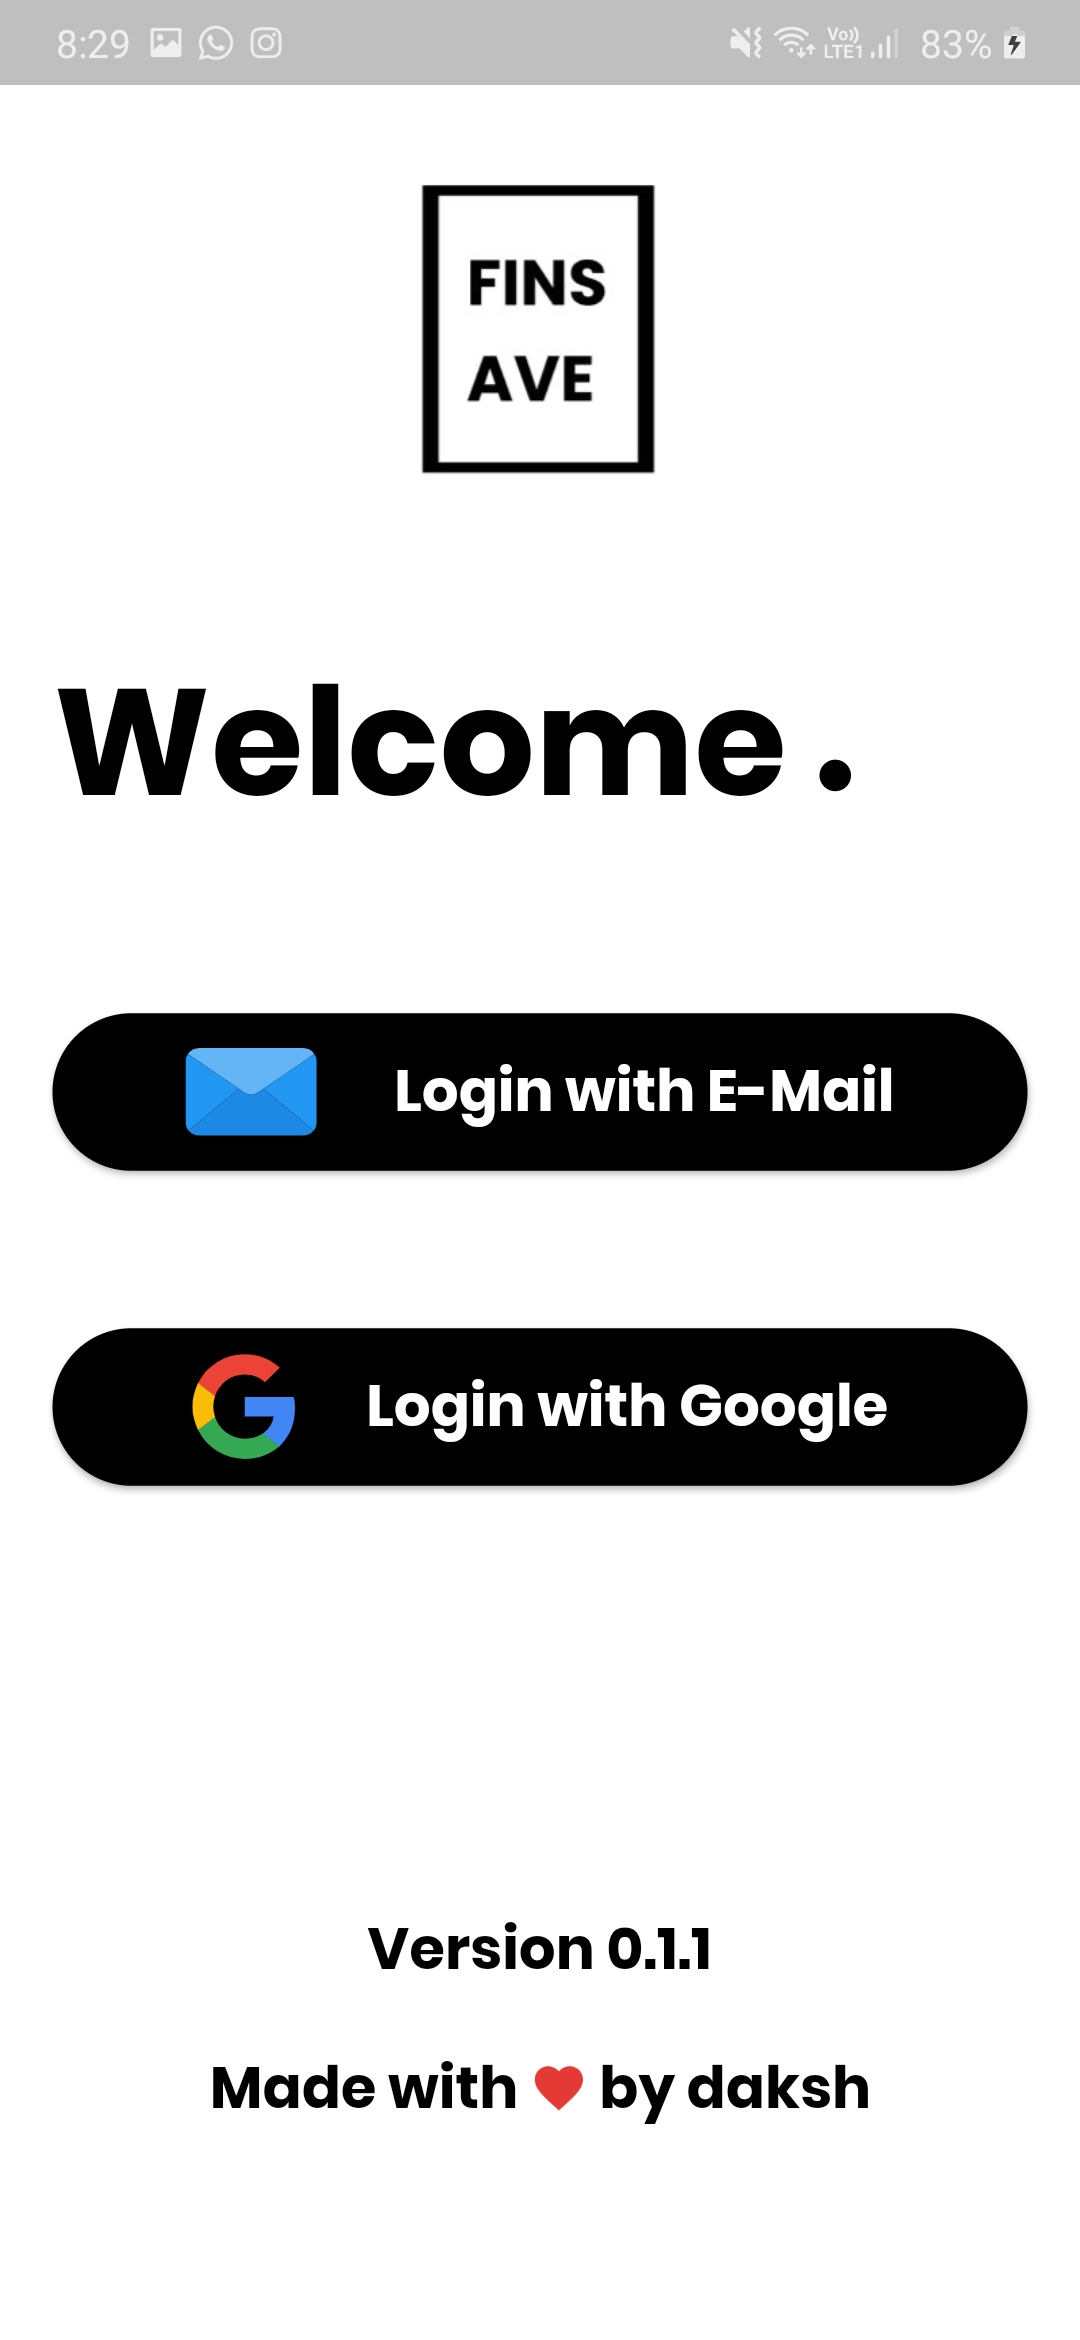 8:29 Vo)) LTE1 83%
FINS
AVE
Welcome .
Login with E-Mail
Login with Google
Version 0.1.1
Made with ❤ by daksh